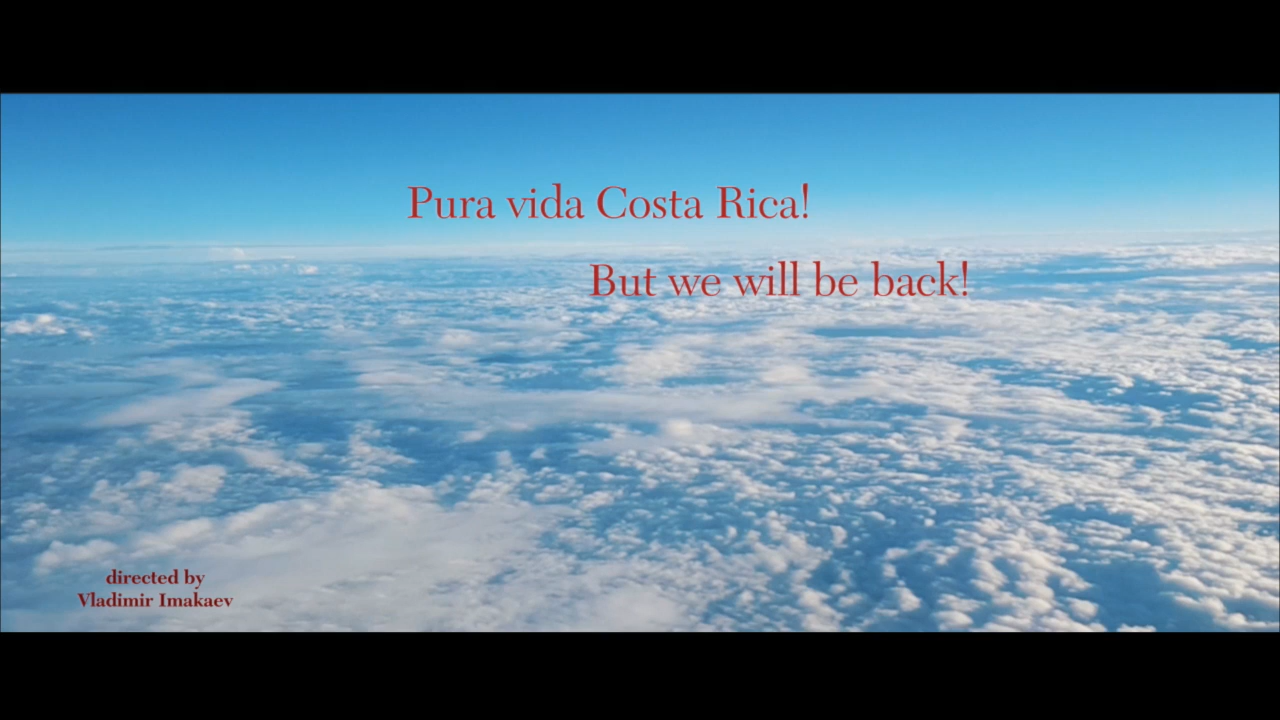 Pura vida Costa Rica!
But we will be back!
directed by
Vladimir Imakaev